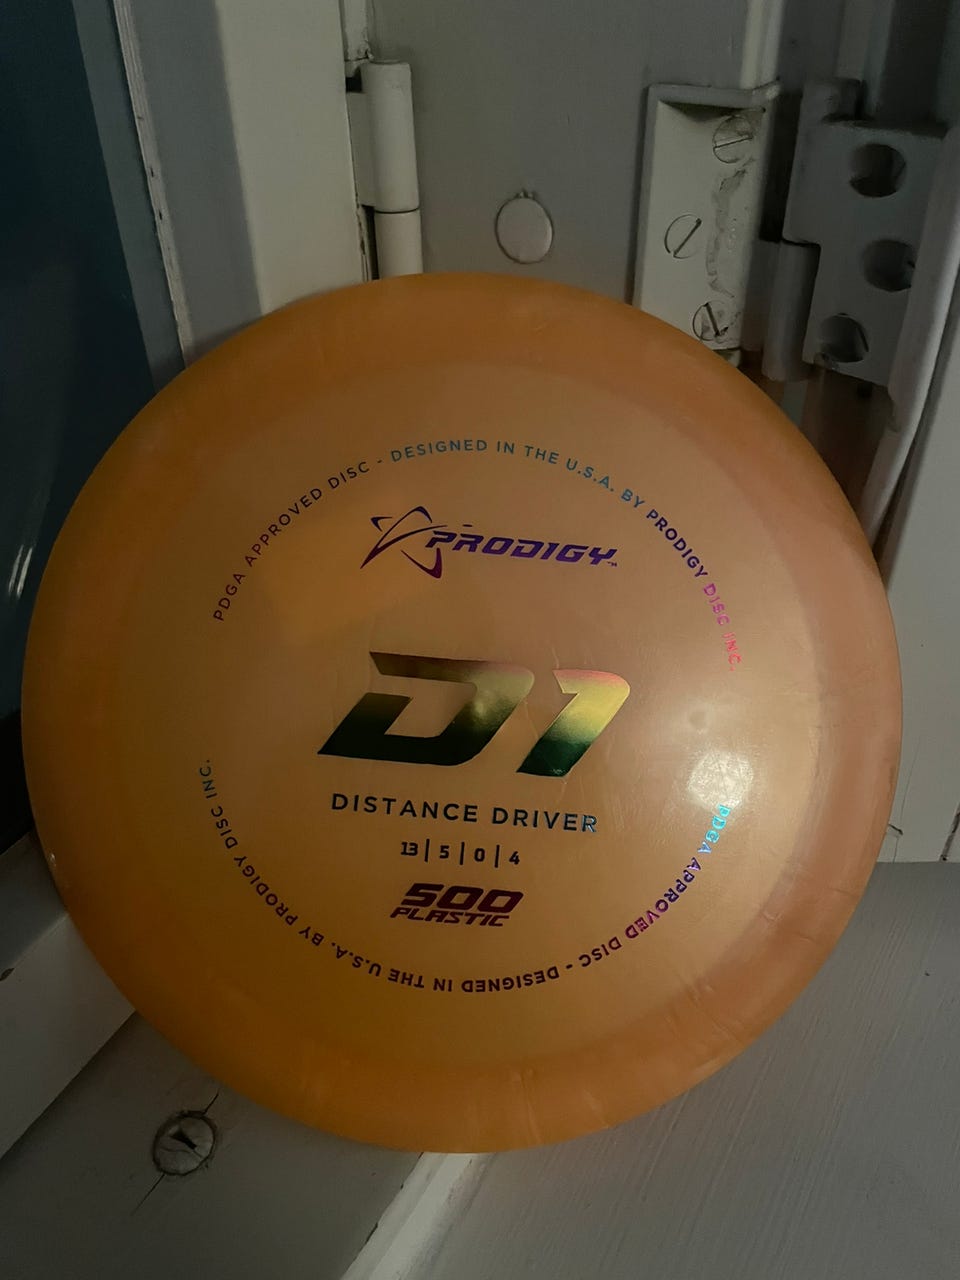 PDGA APPROVED DISC - DESIGNED IN THE U.S.A. BY PRODIGY DISC INC.
PRODIGY™
D1
DISTANCE DRIVER
13 | 5 | 0 | 4
500
PLASTIC
PDGA APPROVED DISC - DESIGNED IN THE U.S.A. BY PRODIGY DISC INC.